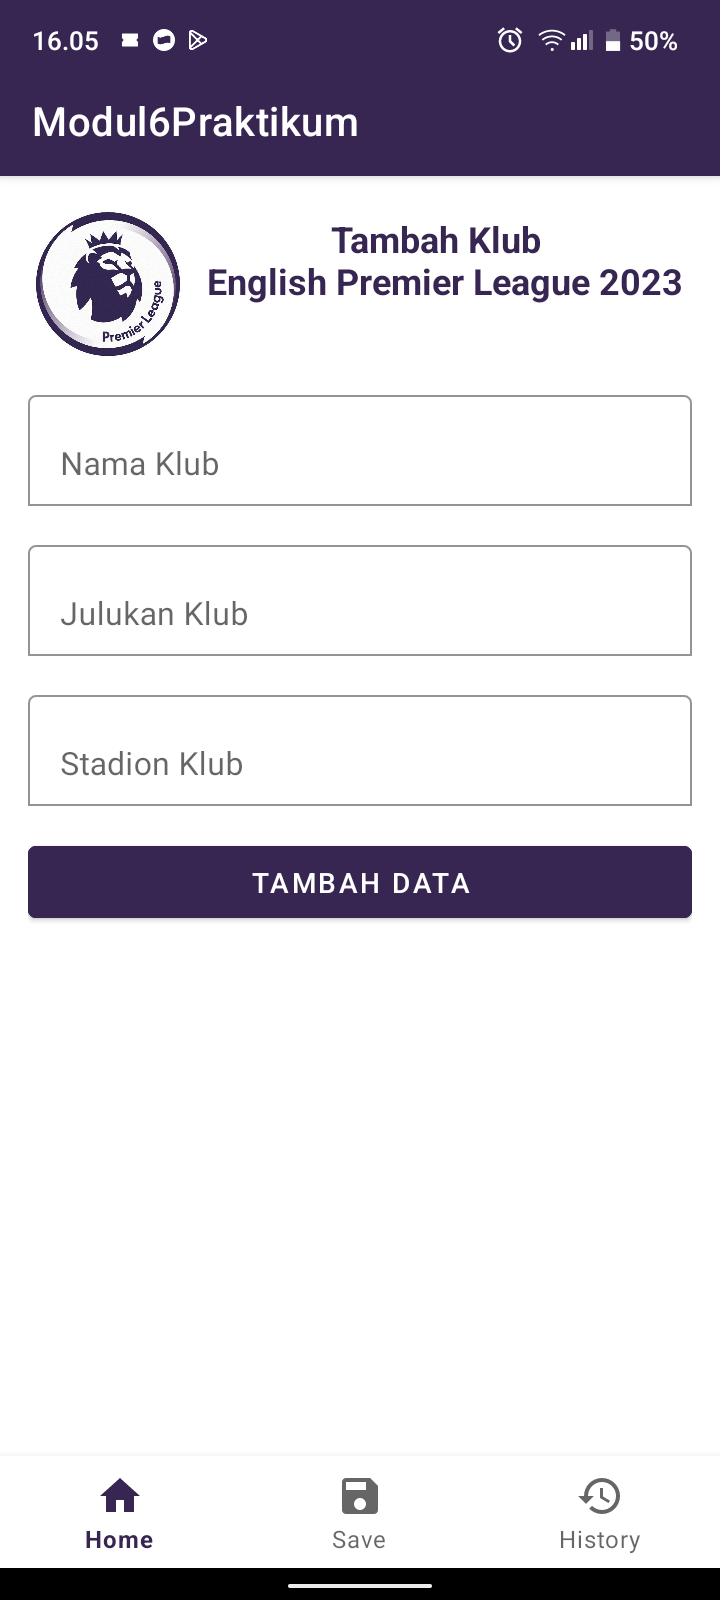 16.05
50%
Modul6Praktikum
Premier League
Tambah Klub
English Premier League 2023
Nama Klub
Julukan Klub
Stadion Klub
TAMBAH DATA
Home
Save
History